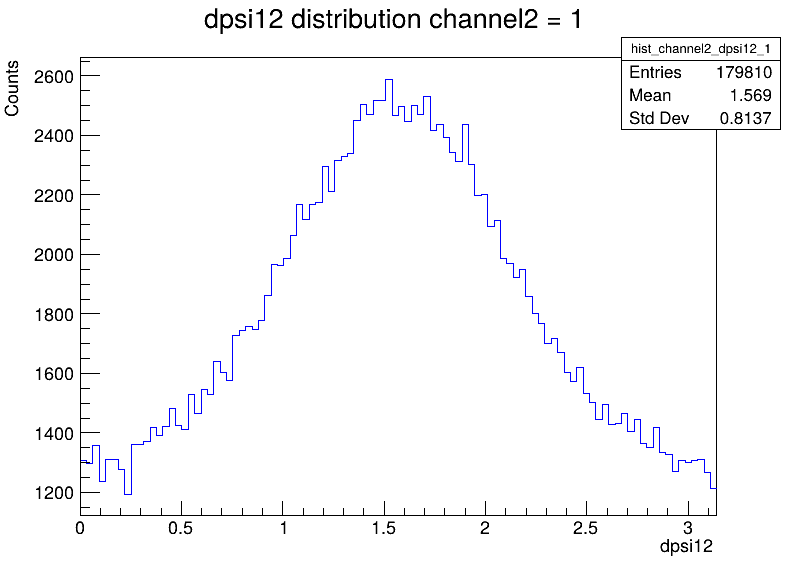 dpsi12 distribution channel2 = 1
hist_channel2_dpsi12_1
Entries 179810
Mean 1.569
Std Dev 0.8137
Counts
2600
2400
2200
2000
1800
1600
1400
1200
0 0.5 1 1.5 2 2.5 3
dpsi12